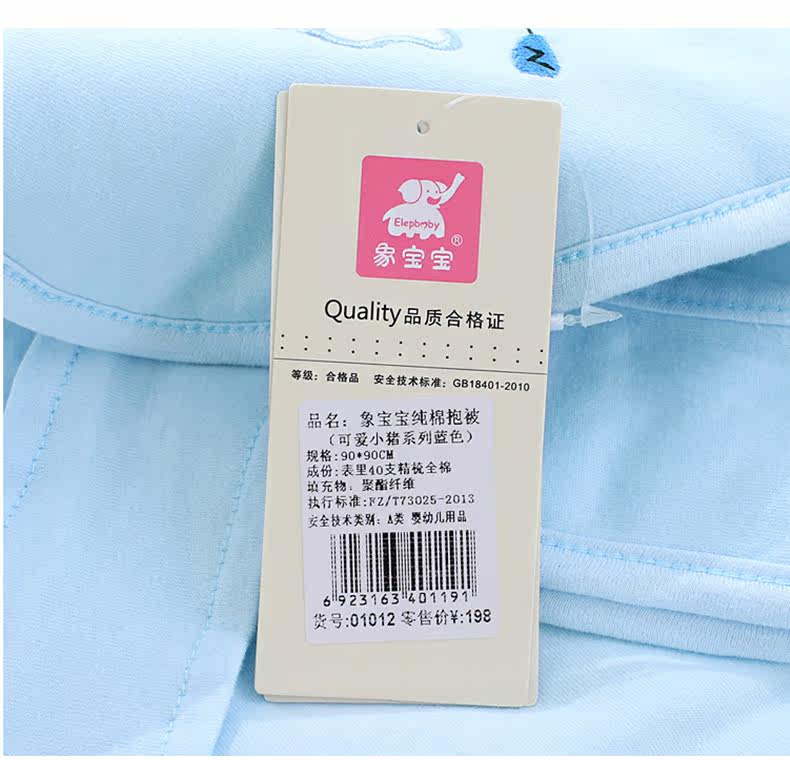 Z
Elepbaby
象宝宝®
Quality品质合格证
等级：合格品 安全技术标准：GB18401-2010
品名：象宝宝纯棉抱被
（可爱小猪系列蓝色）
规格：90*90CM
成份：表里40支精梳全棉
填充物：聚酯纤维
执行标准：FZ/T73025-2013
安全技术类别：A类 婴幼儿用品
6 923163 401191
货号:01012 零售价¥:198